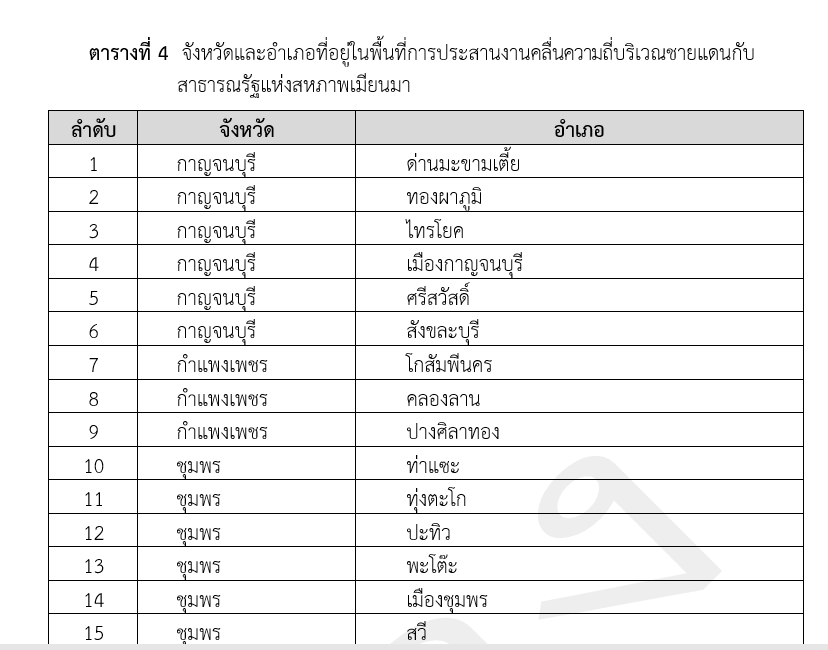 ตารางที่ 4 จังหวัดและอำเภอที่อยู่ในพื้นที่การประสานงานคลื่นความถี่บริเวณชายแดนกับ
สาธารณรัฐแห่งสหภาพเมียนมา
ลำดับ จังหวัด อำเภอ
1 กาญจนบุรี ด่านมะขามเตี้ย
2 กาญจนบุรี ทองผาภูมิ
3 กาญจนบุรี ไทรโยค
4 กาญจนบุรี เมืองกาญจนบุรี
5 กาญจนบุรี ศรีสวัสดิ์
6 กาญจนบุรี สังขละบุรี
7 กำแพงเพชร โกสัมพีนคร
8 กำแพงเพชร คลองลาน
9 กำแพงเพชร ปางศิลาทอง
10 ชุมพร ท่าแซะ
11 ชุมพร ทุ่งตะโก
12 ชุมพร ปะทิว
13 ชุมพร พะโต๊ะ
14 ชุมพร เมืองชุมพร
15 ชุมพร สวี